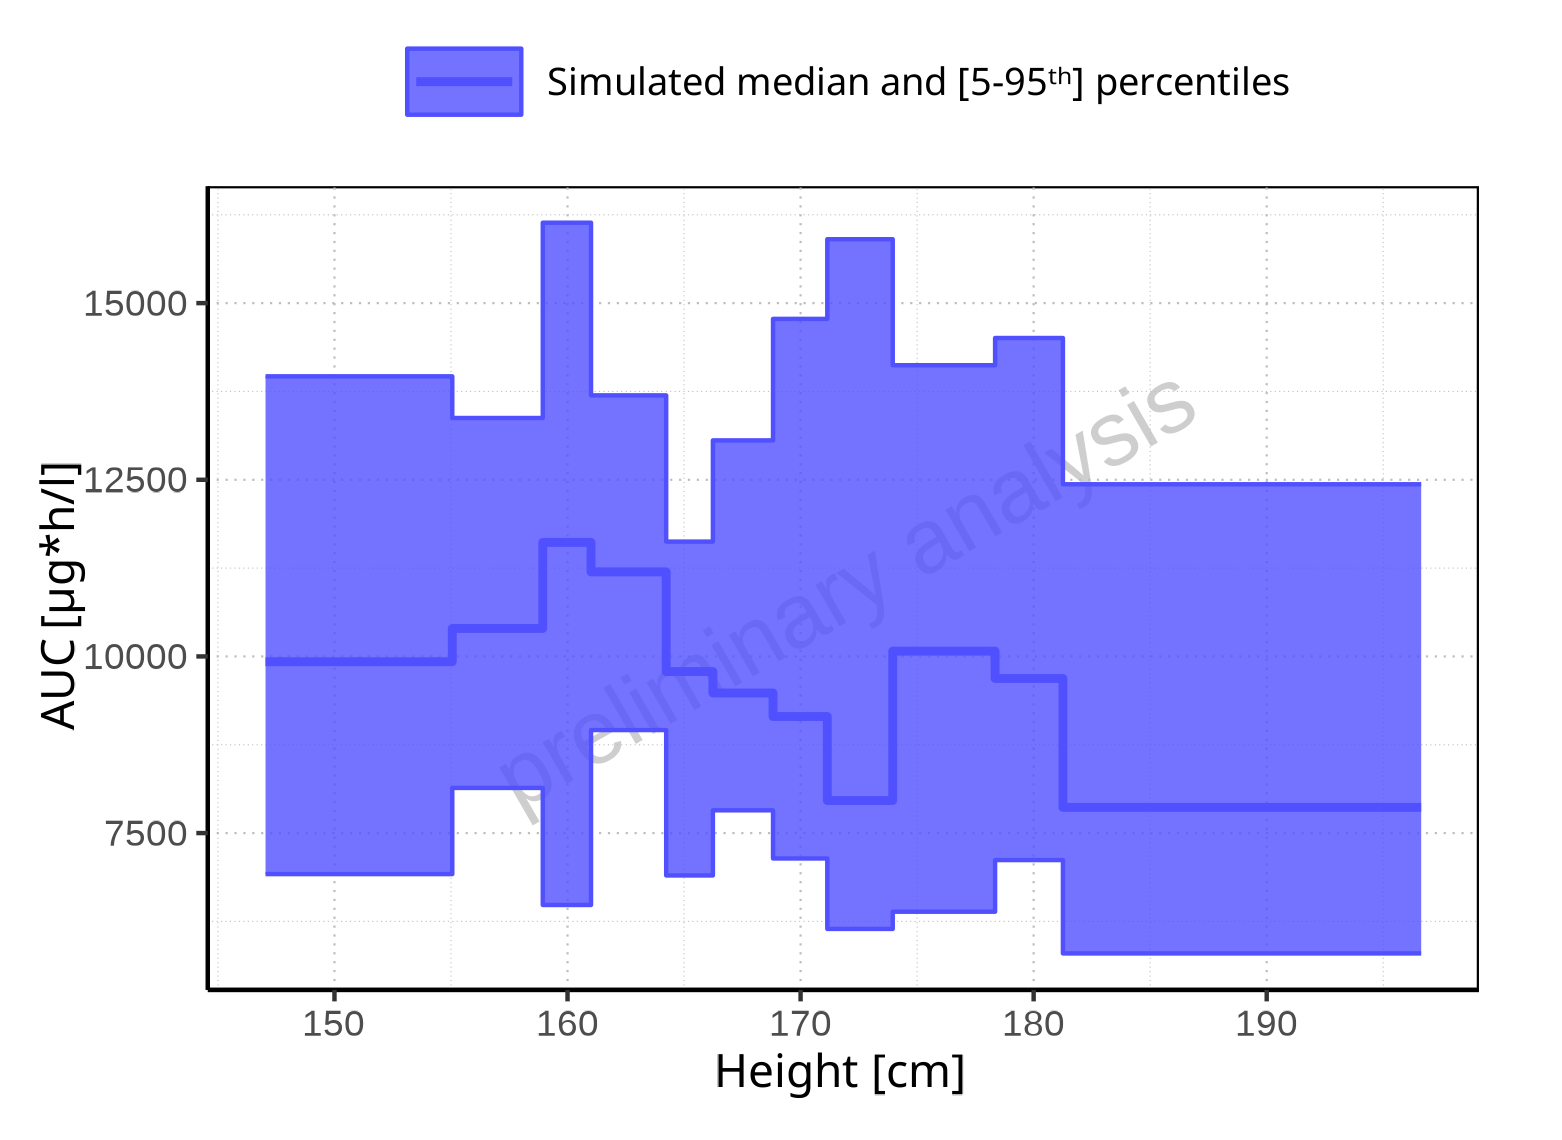 Simulated median and [5-95ᵗʰ] percentiles
15000
12500
10000
7500
AUC [µg*h/l]
preliminary analysis
150 160 170 180 190
Height [cm]